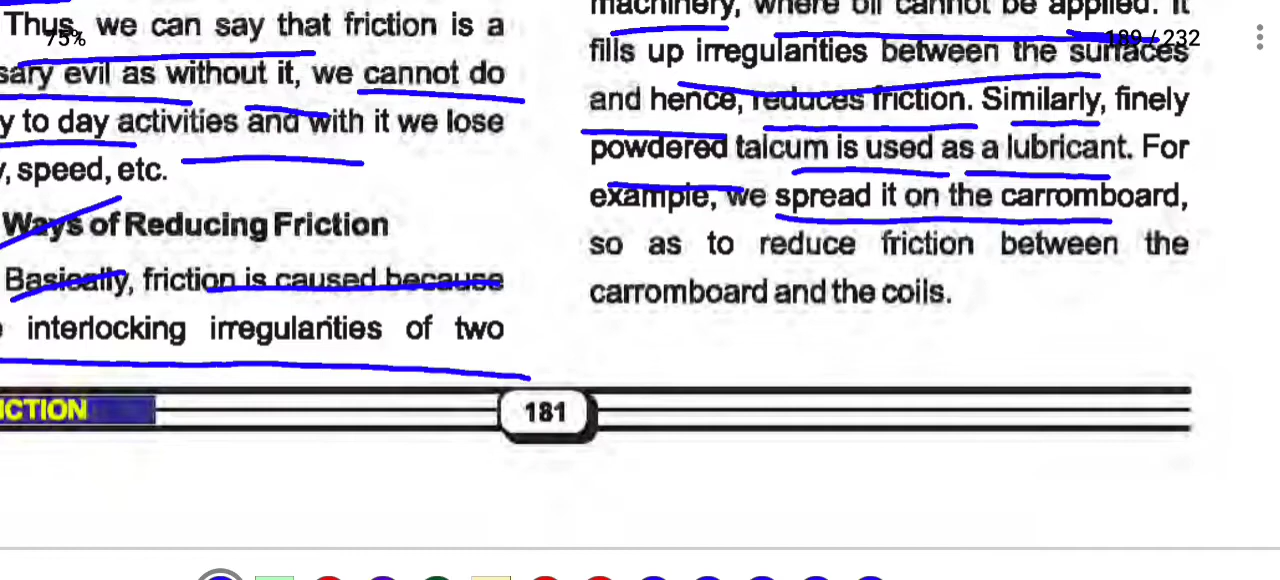 Thus, we can say that friction is a
sary evil as without it, we cannot do
y to day activities and with it we lose
, speed, etc.
Ways of Reducing Friction
Basically, friction is caused because
interlocking irregularities of two
machinery, where oil cannot be applied. It
fills up irregularities between the surfaces
and hence, reduces friction. Similarly, finely
powdered talcum is used as a lubricant. For
example, we spread it on the carromboard,
so as to reduce friction between the
carromboard and the coils.
ICTION
181
75%
189 / 232